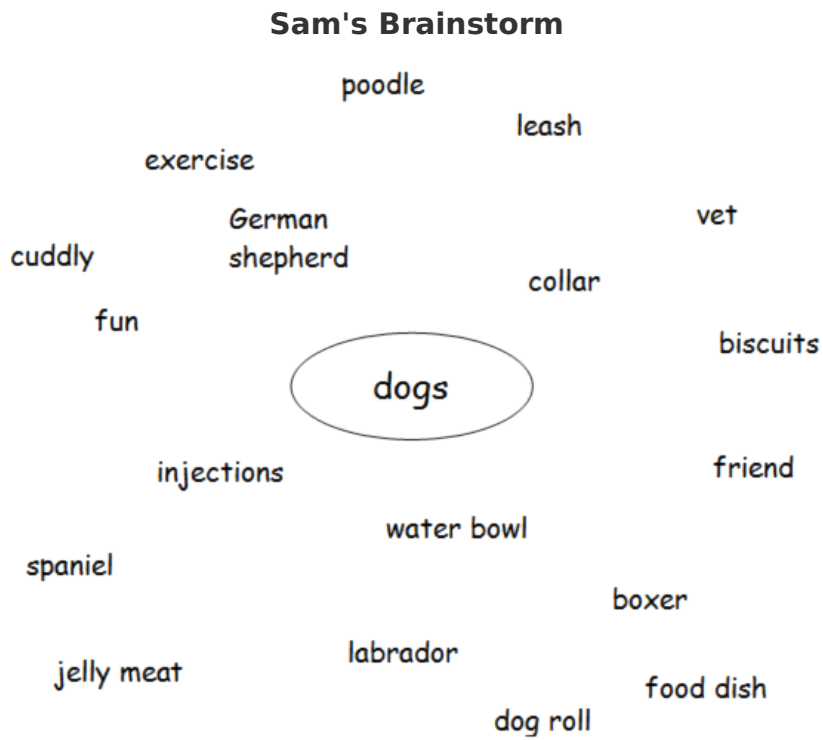 Sam's Brainstorm
poodle
leash
exercise
vet
German
shepherd
cuddly
collar
fun
biscuits
dogs
injections
friend
water bowl
spaniel
boxer
labrador
jelly meat
food dish
dog roll